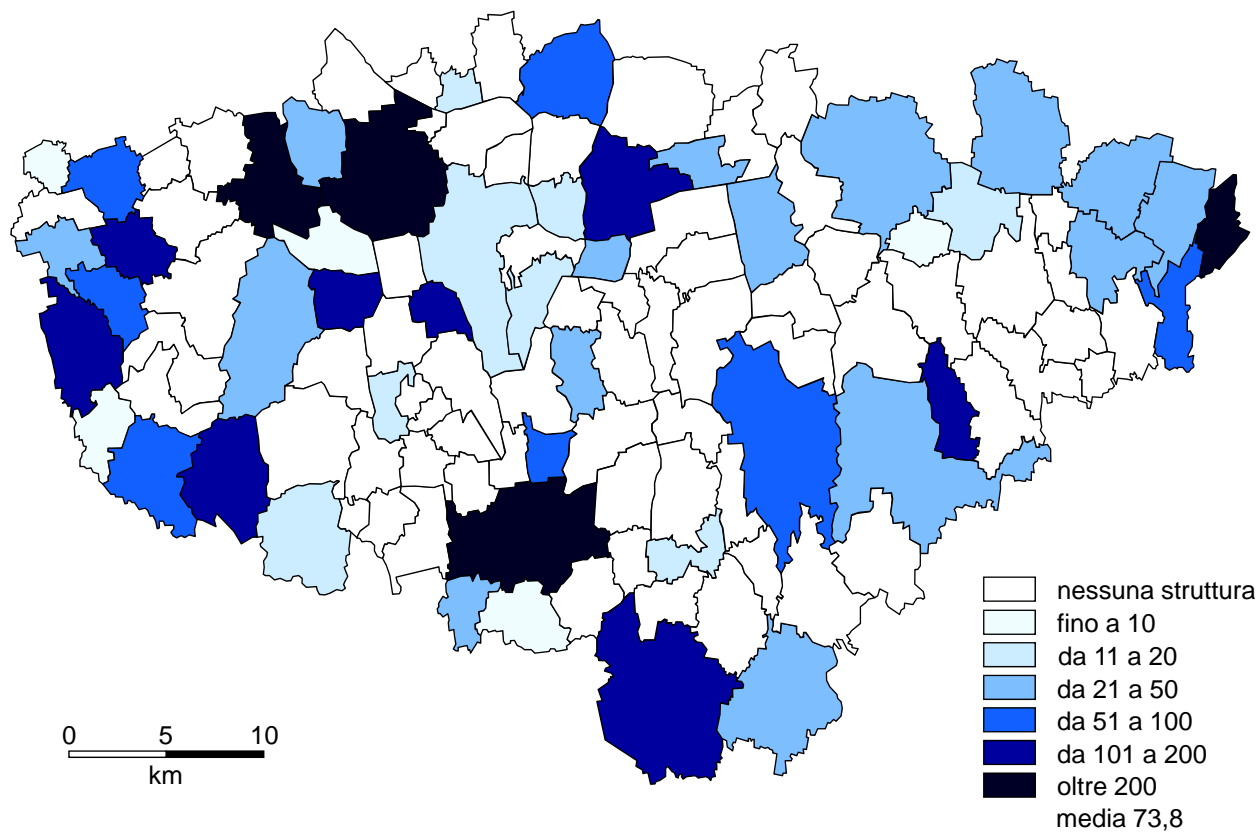 0 5 10
km
nessuna struttura
fino a 10
da 11 a 20
da 21 a 50
da 51 a 100
da 101 a 200
oltre 200
media 73,8